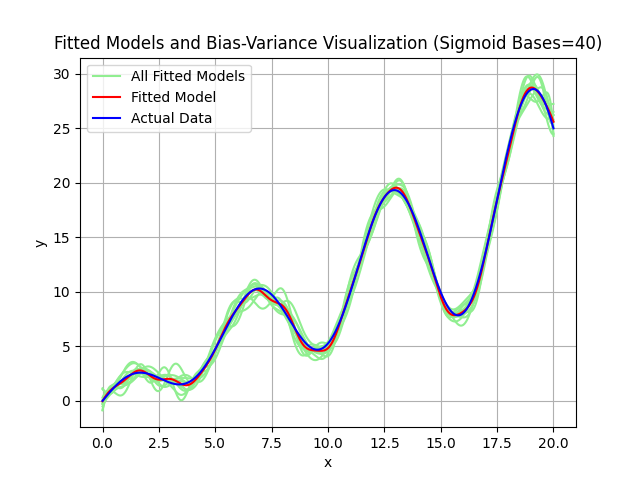 Fitted Models and Bias-Variance Visualization (Sigmoid Bases=40)
All Fitted Models
Fitted Model
Actual Data
y
30
25
20
15
10
5
0
0.0 2.5 5.0 7.5 10.0 12.5 15.0 17.5 20.0
x